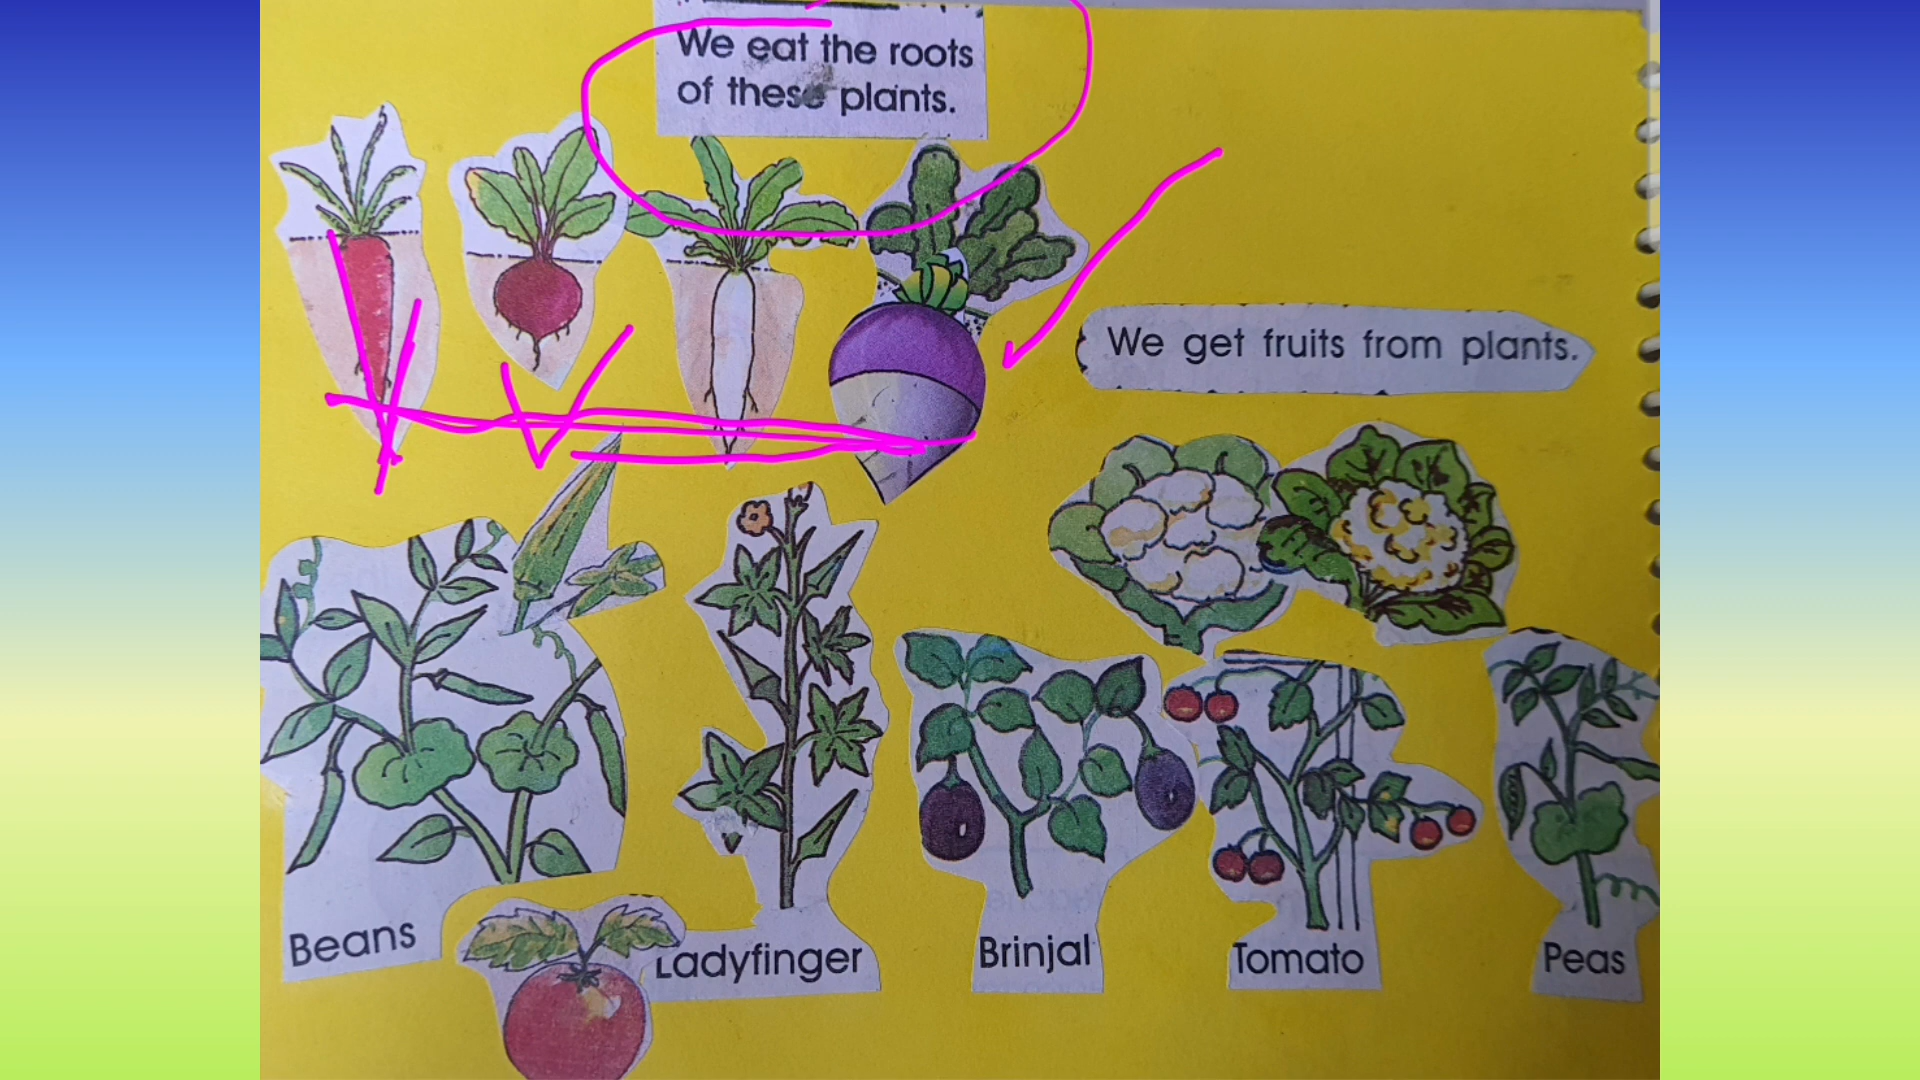 We eat the roots
of these plants.
We get fruits from plants.
Beans
Ladyfinger
Brinjal
Tomato
Peas